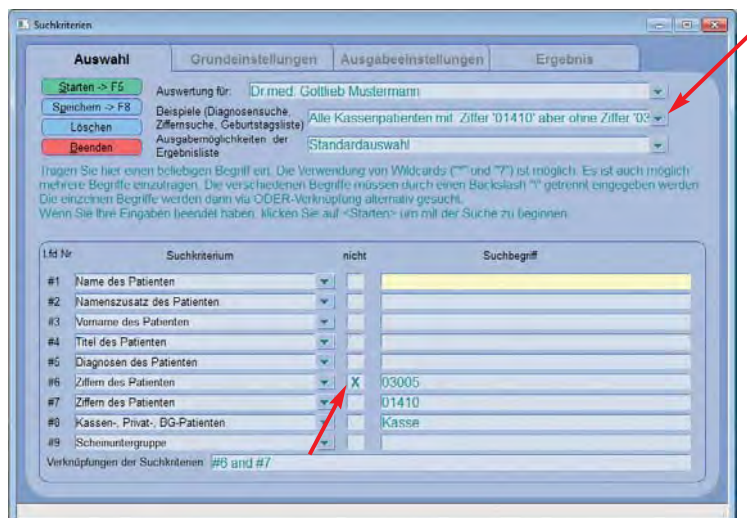 Suchkriterien
Auswahl Grundeinstellungen Ausgabeeinstellungen Ergebnis
Starten -> F5
Speichern -> F8
Löschen
Beenden
Auswertung für: Dr.med. Gottlieb Mustermann
Beispiele (Diagnosensuche, Ziffernsuche, Geburtstagsliste) Alle Kassenpatienten mit Ziffer '01410' aber ohne Ziffer '03
Ausgabemöglichkeiten der Ergebnisliste Standardauswahl
Tragen Sie hier einen beliebigen Begriff ein. Die Verwendung von Wildcards ("*" und "?") ist möglich. Es ist auch möglich
mehrere Begriffe einzutragen. Die verschiedenen Begriffe müssen durch einen Backslash "\" getrennt eingegeben werden
Die einzelnen Begriffe werden dann via ODER-Verknüpfung alternativ gesucht.
Wenn Sie Ihre Eingaben beendet haben, klicken Sie auf <Starten> um mit der Suche zu beginnen
Lfd Nr Suchkriterium nicht Suchbegriff
#1 Name des Patienten
#2 Namenszusatz des Patienten
#3 Vorname des Patienten
#4 Titel des Patienten
#5 Diagnosen des Patienten
#6 Ziffern des Patienten X 03005
#7 Ziffern des Patienten 01410
#8 Kassen-, Privat-, BG-Patienten Kasse
#9 Scheinuntergruppe
Verknüpfungen der Suchkriterien #6 and #7